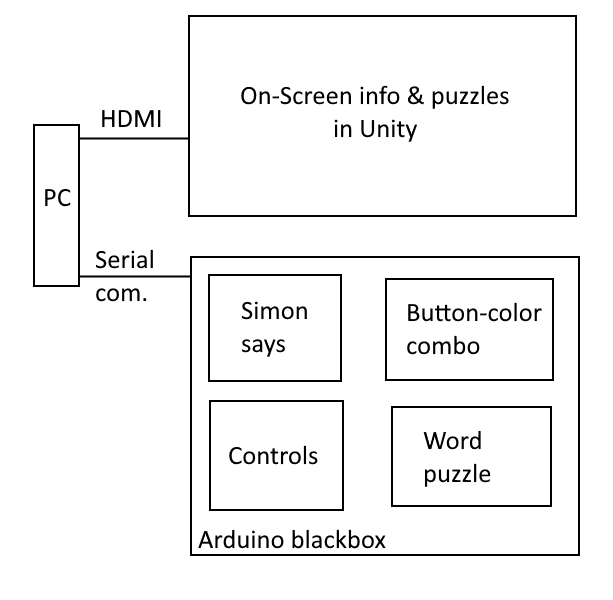 On-Screen info & puzzles
in Unity
HDMI
PC
Serial
com.
Simon
says
Button-color
combo
Controls
Word
puzzle
Arduino blackbox